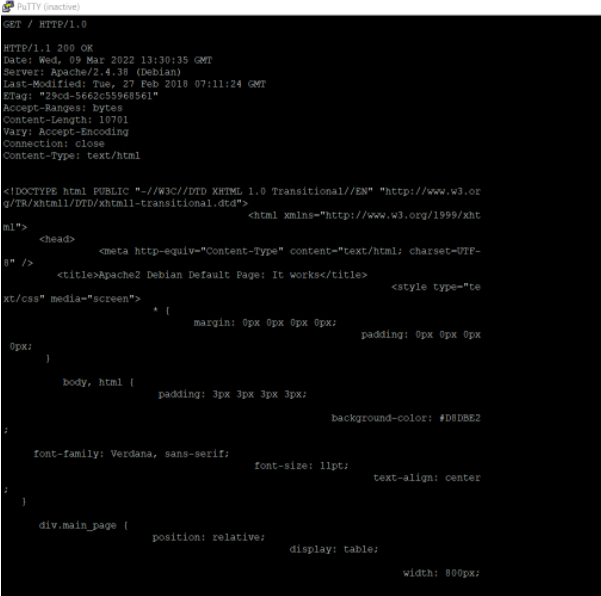 PuTTY (inactive)
GET / HTTP/1.0
HTTP/1.1 200 OK
Date: Wed, 09 Mar 2022 13:30:35 GMT
Server: Apache/2.4.38 (Debian)
Last-Modified: Tue, 27 Feb 2018 07:11:24 GMT
ETag: "29cd-5662c55968561"
Accept-Ranges: bytes
Content-Length: 10701
Vary: Accept-Encoding
Connection: close
Content-Type: text/html
<!DOCTYPE html PUBLIC "-//W3C//DTD XHTML 1.0 Transitional//EN" "http://www.w3.or
g/TR/xhtml1/DTD/xhtml1-transitional.dtd">
<html xmlns="http://www.w3.org/1999/xht
ml">
<head>
<meta http-equiv="Content-Type" content="text/html; charset=UTF-
8" />
<title>Apache2 Debian Default Page: It works</title>
<style type="te
xt/css" media="screen">
* {
margin: 0px 0px 0px 0px;
padding: 0px 0px 0px
0px;
}
body, html {
padding: 3px 3px 3px 3px;
background-color: #D8DBE2
;
font-family: Verdana, sans-serif;
font-size: 11pt;
text-align: center
;
}
div.main_page {
position: relative;
display: table;
width: 800px;